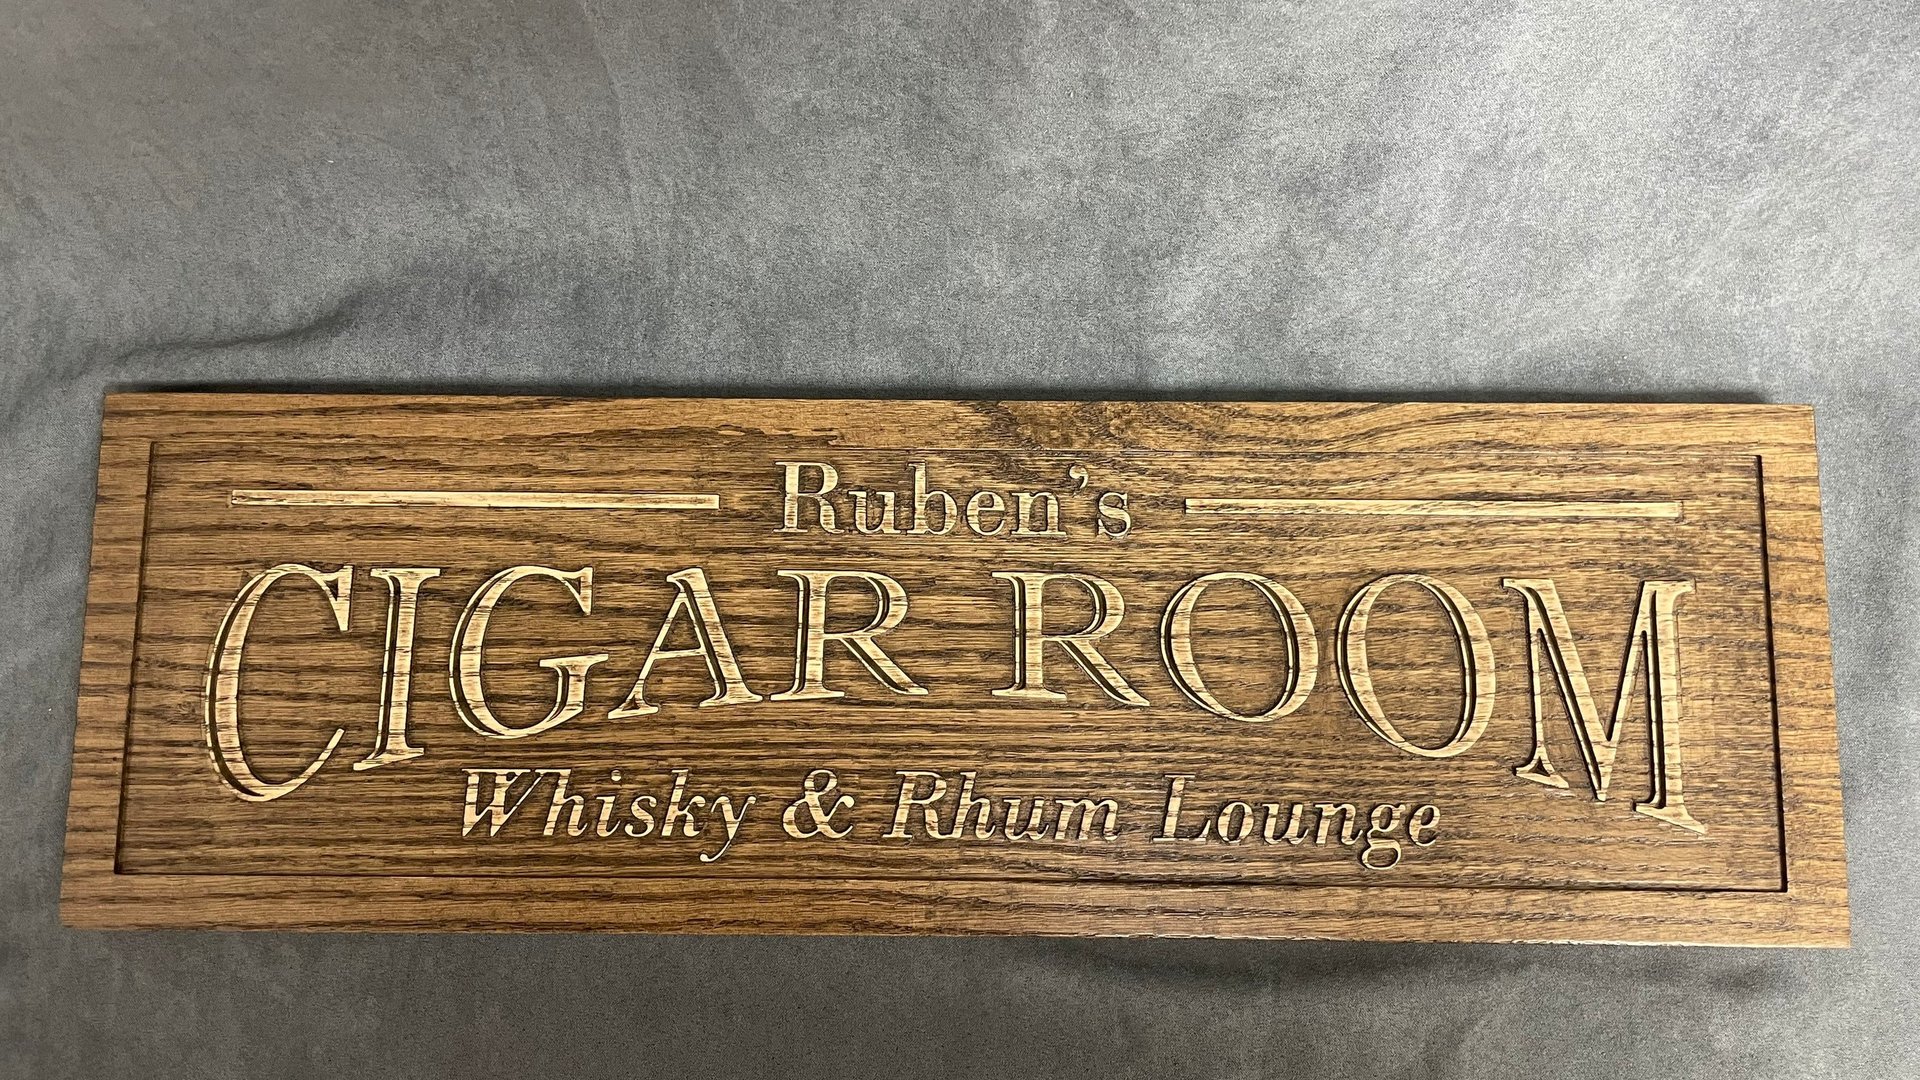 Ruben's
CIGAR ROOM
Whisky & Rhum Lounge